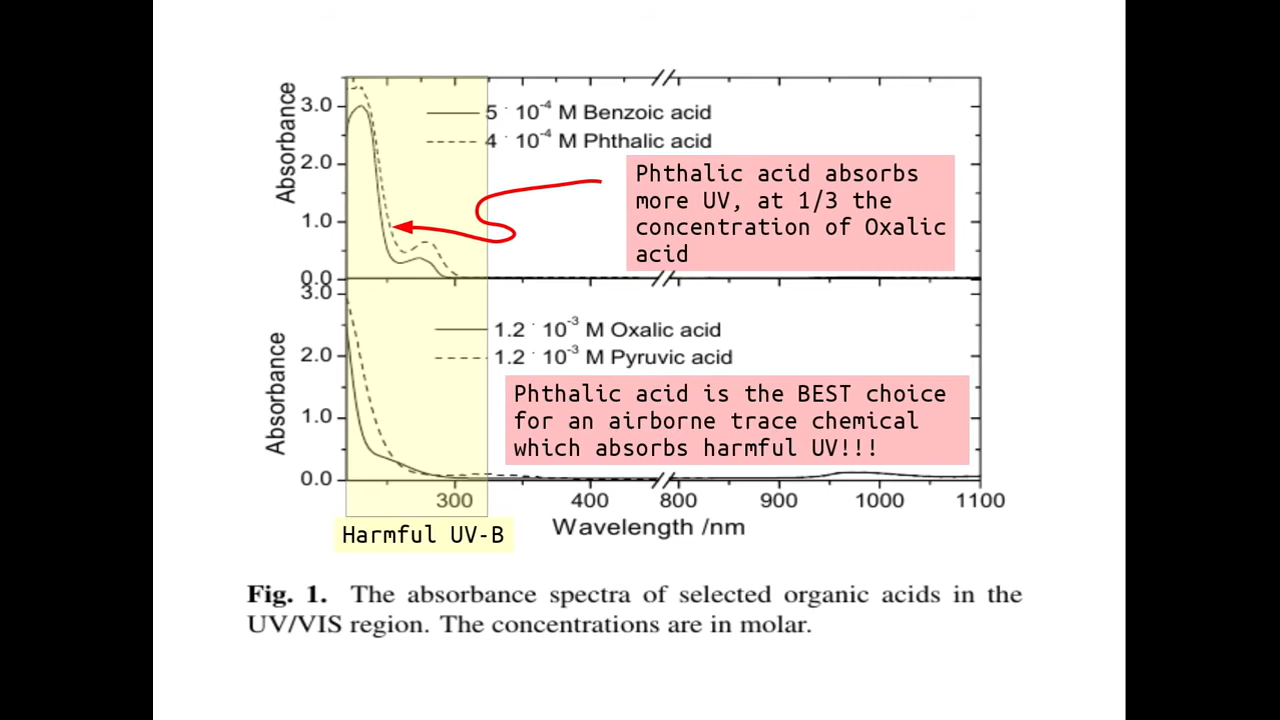 Absorbance
3.0
2.0
1.0
0.0
5 · 10⁻⁴ M Benzoic acid
4 · 10⁻⁴ M Phthalic acid
Phthalic acid absorbs
more UV, at 1/3 the
concentration of Oxalic
acid
Absorbance
3.0
2.0
1.0
0.0
1.2 · 10⁻³ M Oxalic acid
1.2 · 10⁻³ M Pyruvic acid
Phthalic acid is the BEST choice
for an airborne trace chemical
which absorbs harmful UV!!!
300 400 800 900 1000 1100
Wavelength /nm
Harmful UV-B
Fig. 1. The absorbance spectra of selected organic acids in the
UV/VIS region. The concentrations are in molar.